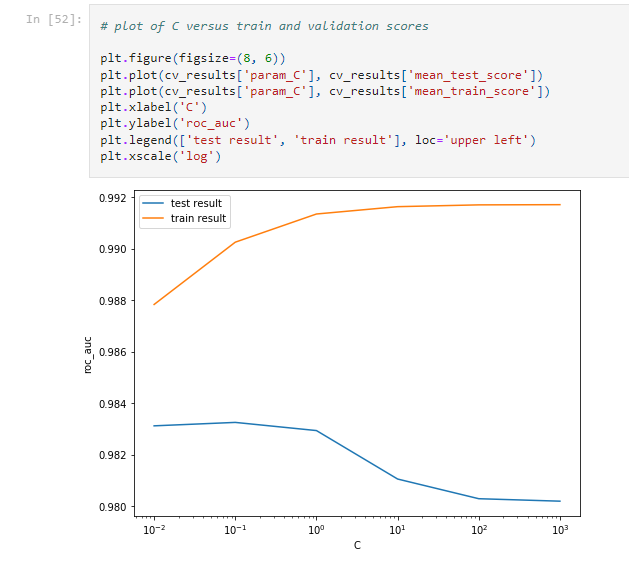 In [52]:
# plot of C versus train and validation scores
plt.figure(figsize=(8, 6))
plt.plot(cv_results['param_C'], cv_results['mean_test_score'])
plt.plot(cv_results['param_C'], cv_results['mean_train_score'])
plt.xlabel('C')
plt.ylabel('roc_auc')
plt.legend(['test result', 'train result'], loc='upper left')
plt.xscale('log')
test result
train result
0.992
0.990
0.988
0.986
0.984
0.982
0.980
roc_auc
10⁻² 10⁻¹ 10⁰ 10¹ 10² 10³
C